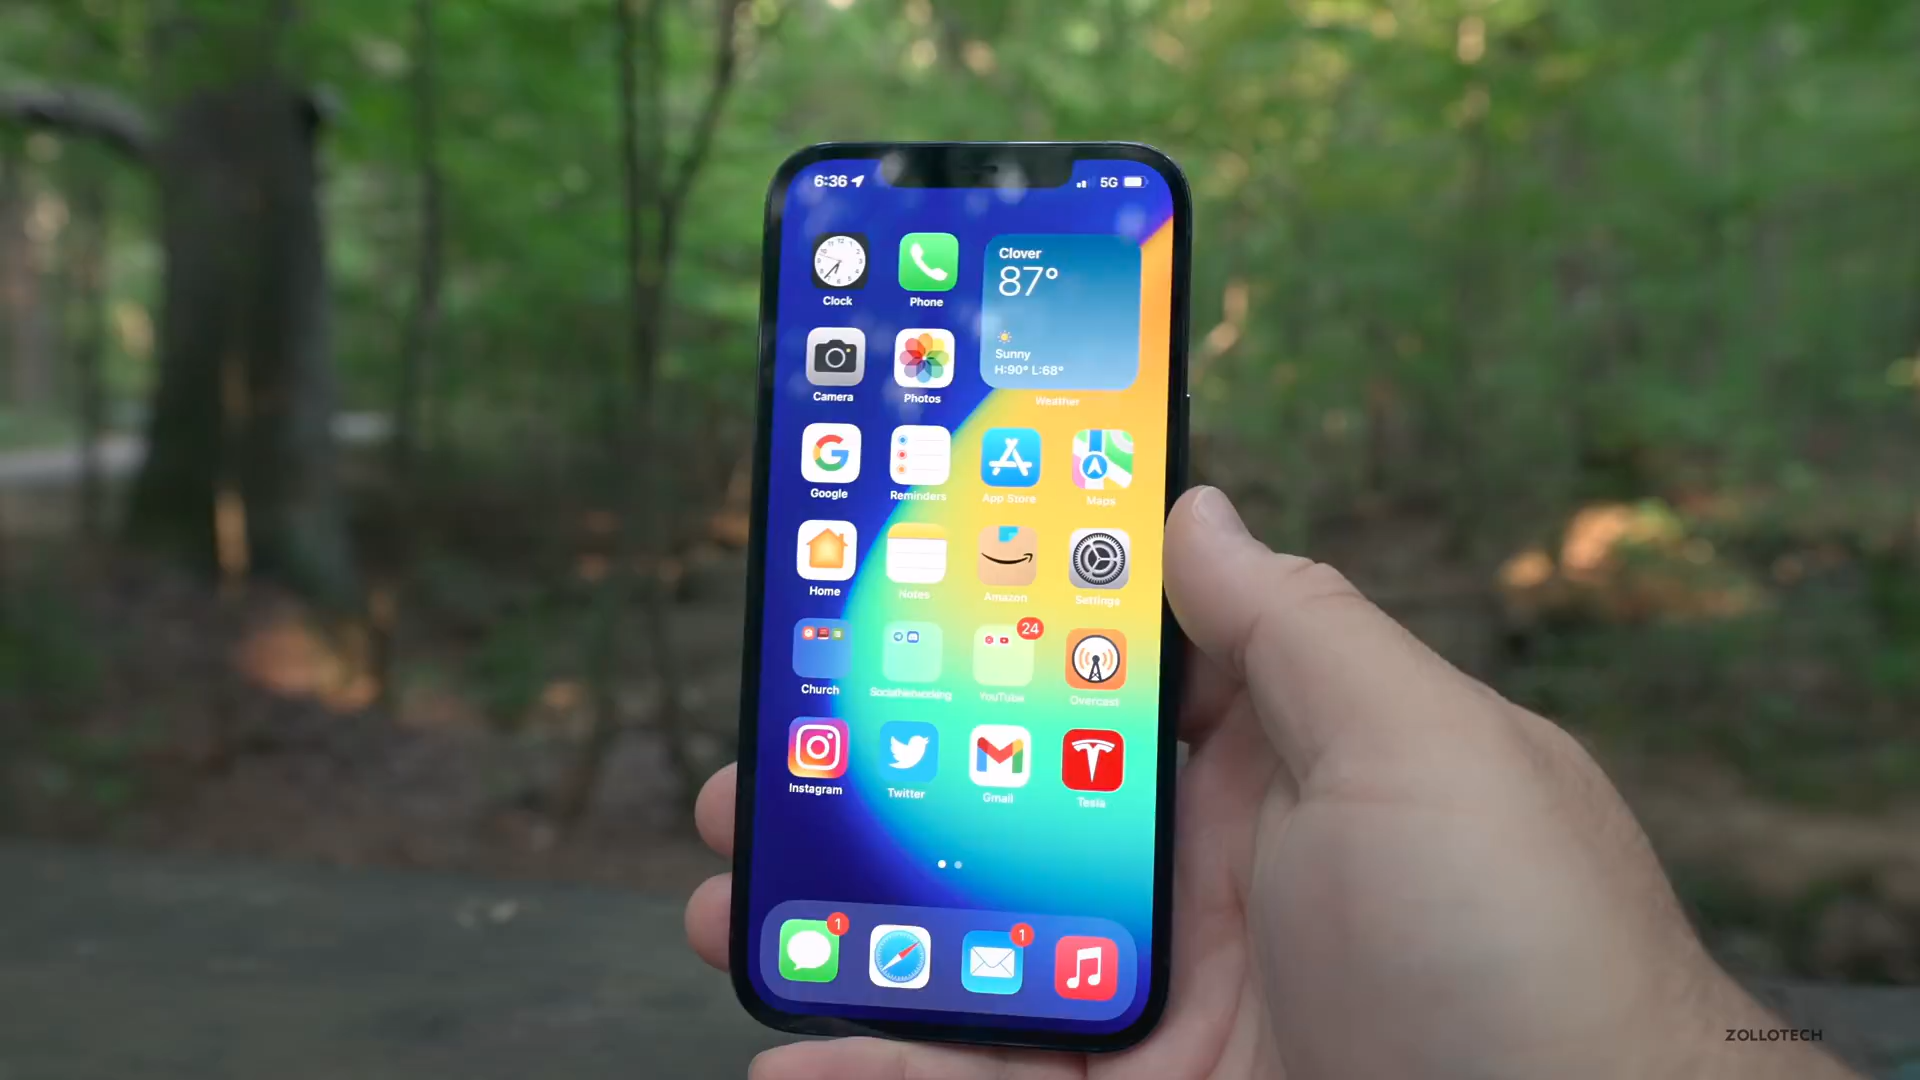 6:36
5G
Clock
Phone
Clover
87°
Sunny
H:90° L:68°
Weather
Camera
Photos
Google
Reminders
App Store
Maps
Home
Notes
Amazon
Settings
24
Church
SocialNetworking
YouTube
Overcast
Instagram
Twitter
Gmail
Tesla
1
1
ZOLLOTECH